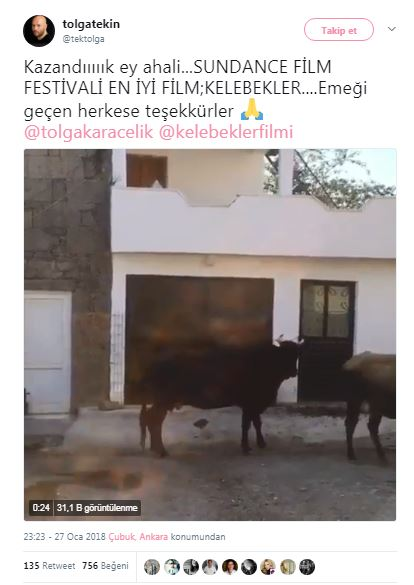 tolgatekin
@tektolga
Takip et
Kazandıııııık ey ahali...SUNDANCE FİLM
FESTİVALİ EN İYİ FİLM;KELEBEKLER....Emeği
geçen herkese teşekkürler 🙏
@tolgakaracelik @kelebeklerfilmi
0:24 31,1 B görüntülenme
23:23 - 27 Oca 2018 Çubuk, Ankara konumundan
135 Retweet 756 Beğeni